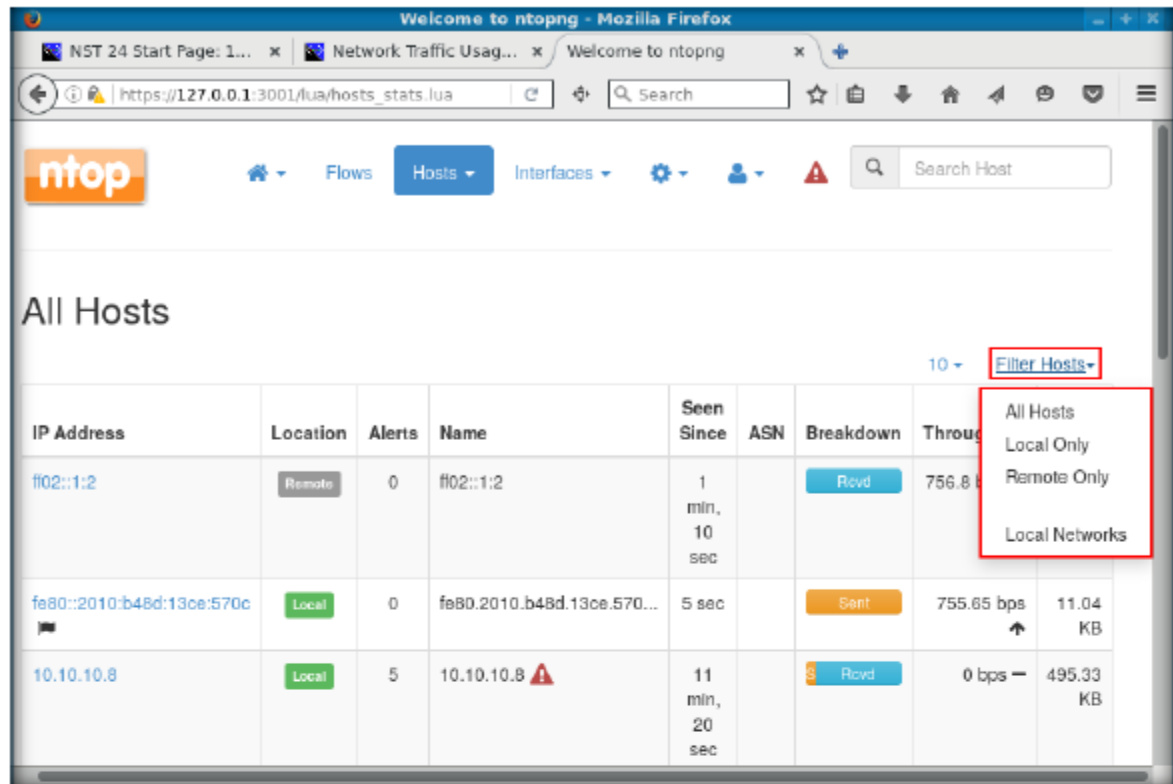 Welcome to ntopng - Mozilla Firefox
NST 24 Start Page: 1...
Network Traffic Usag...
Welcome to ntopng
https://127.0.0.1:3001/lua/hosts_stats.lua
Search
ntop
Flows
Hosts
Interfaces
Search Host
All Hosts
10
Filter Hosts
All Hosts
Local Only
Remote Only
Local Networks
IP Address Location Alerts Name Seen Since ASN Breakdown Throug
ff02::1:2 Remote 0 ff02::1:2 1 min, 10 sec Rcvd 756.8 b
fe80::2010:b48d:13ce:570c Local 0 fe80.2010.b48d.13ce.570... 5 sec Sent 755.65 bps 11.04 KB
10.10.10.8 Local 5 10.10.10.8 11 min, 20 sec S Rcvd 0 bps 495.33 KB